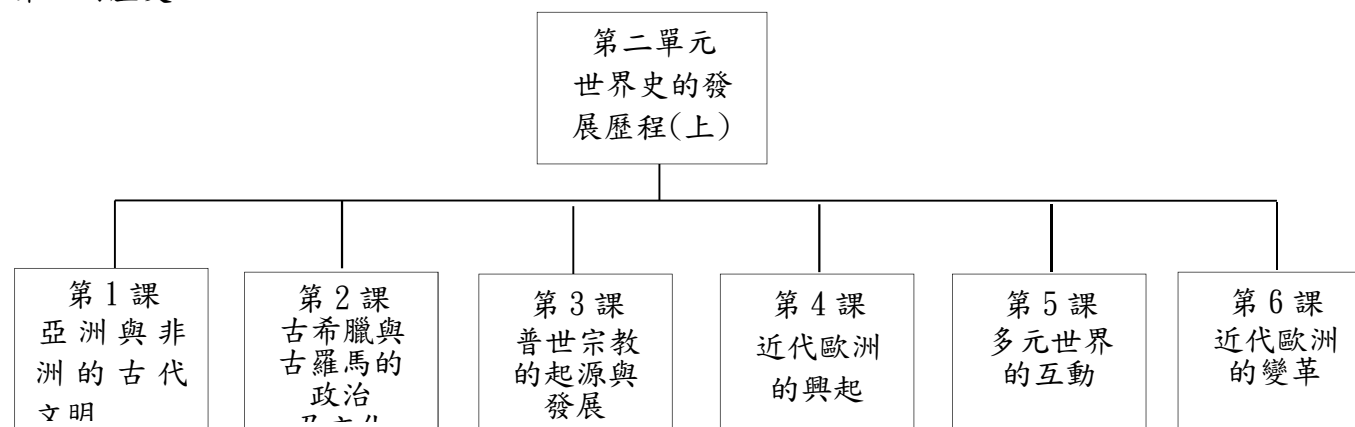 第二單元
世界史的發
展歷程(上)
第 1 課
亞洲與非
洲的古代
文明
第 2 課
古希臘與
古羅馬的
政治
第 3 課
普世宗教
的起源與
發展
第 4 課
近代歐洲
的興起
第 5 課
多元世界
的互動
第 6 課
近代歐洲
的變革